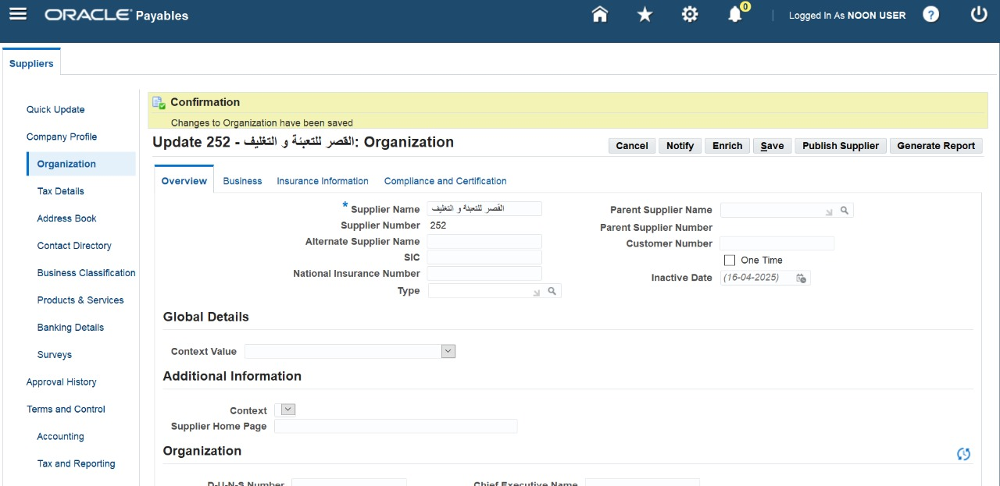 ORACLE Payables
0
Logged In As NOON USER
?
Suppliers
Quick Update
Company Profile
Organization
Tax Details
Address Book
Contact Directory
Business Classification
Products & Services
Banking Details
Surveys
Approval History
Terms and Control
Accounting
Tax and Reporting
Confirmation
Changes to Organization have been saved
Update 252 - القصر للتعبئة و التغليف: Organization
Cancel Notify Enrich Save Publish Supplier Generate Report
Overview Business Insurance Information Compliance and Certification
* Supplier Name القصر للتعبئة و التغليف
Supplier Number 252
Alternate Supplier Name
SIC
National Insurance Number
Type
Parent Supplier Name
Parent Supplier Number
Customer Number
One Time
Inactive Date (16-04-2025)
Global Details
Context Value
Additional Information
Context
Supplier Home Page
Organization
D-U-N-S Number Chief Executive Name